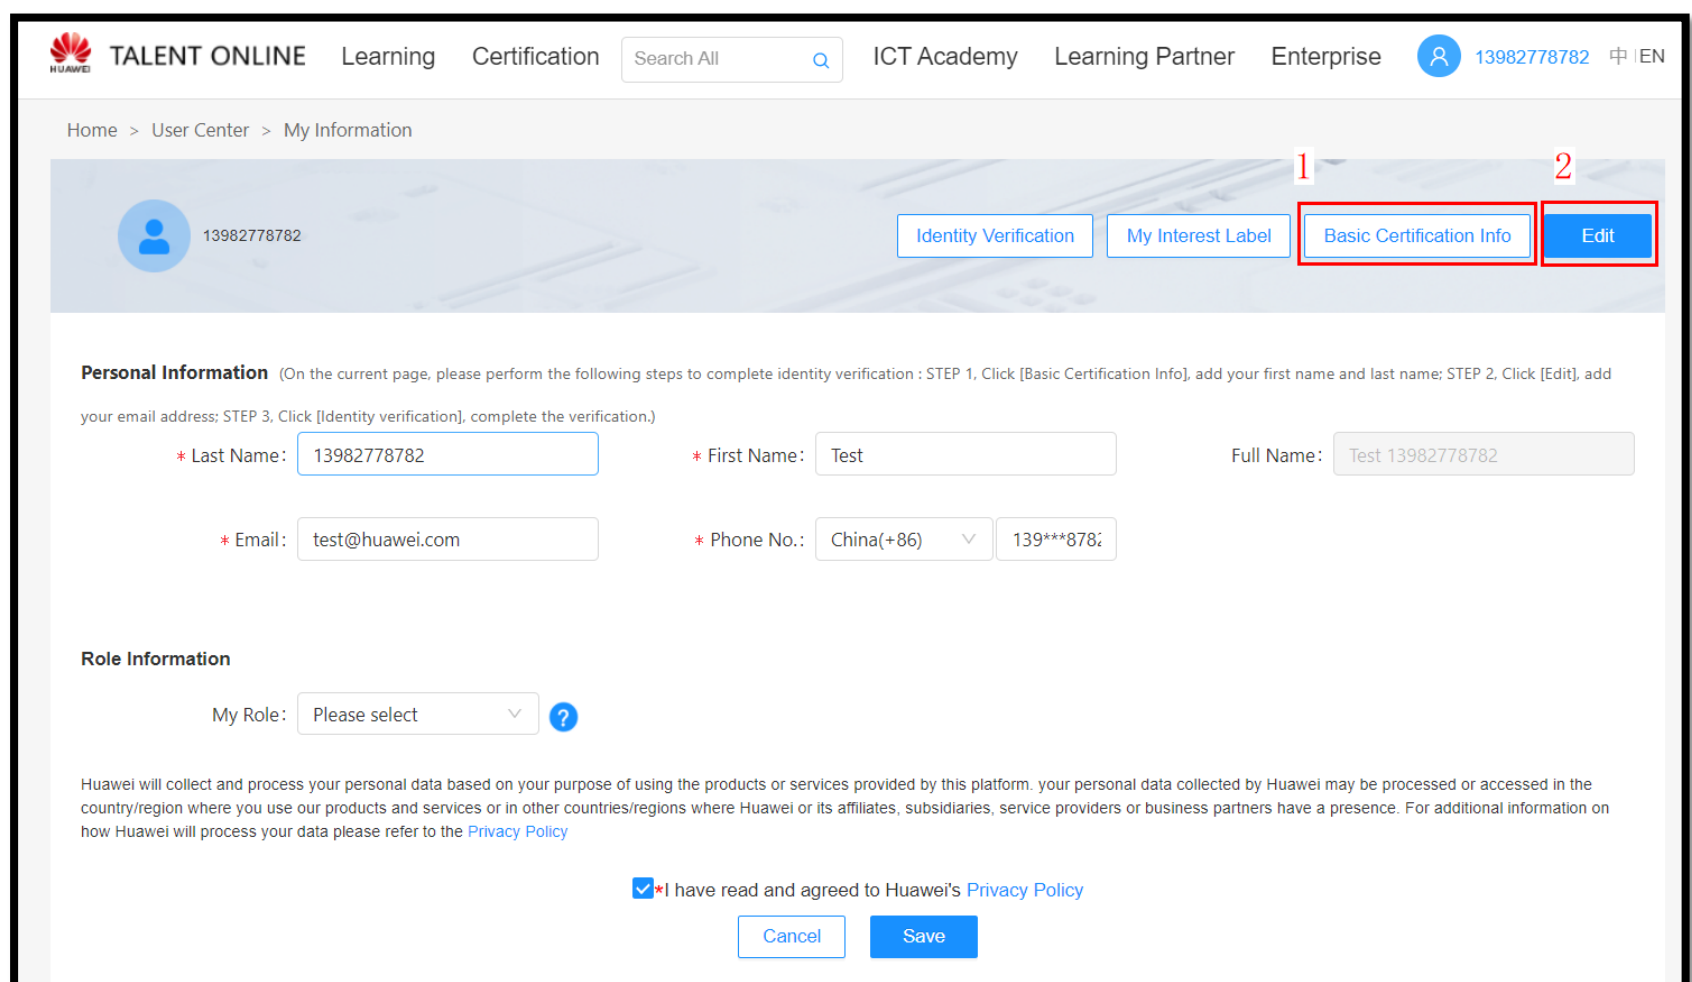 HUAWEI TALENT ONLINE Learning Certification Search All ICT Academy Learning Partner Enterprise 13982778782 中 | EN
Home > User Center > My Information
1 2
13982778782 Identity Verification My Interest Label Basic Certification Info Edit
Personal Information (On the current page, please perform the following steps to complete identity verification : STEP 1, Click [Basic Certification Info], add your first name and last name; STEP 2, Click [Edit], add
your email address; STEP 3, Click [Identity verification], complete the verification.)
* Last Name: 13982778782 * First Name: Test Full Name: Test 13982778782
* Email: test@huawei.com * Phone No.: China(+86) 139***8782
Role Information
My Role: Please select ?
Huawei will collect and process your personal data based on your purpose of using the products or services provided by this platform. your personal data collected by Huawei may be processed or accessed in the
country/region where you use our products and services or in other countries/regions where Huawei or its affiliates, subsidiaries, service providers or business partners have a presence. For additional information on
how Huawei will process your data please refer to the Privacy Policy
*I have read and agreed to Huawei's Privacy Policy
Cancel Save